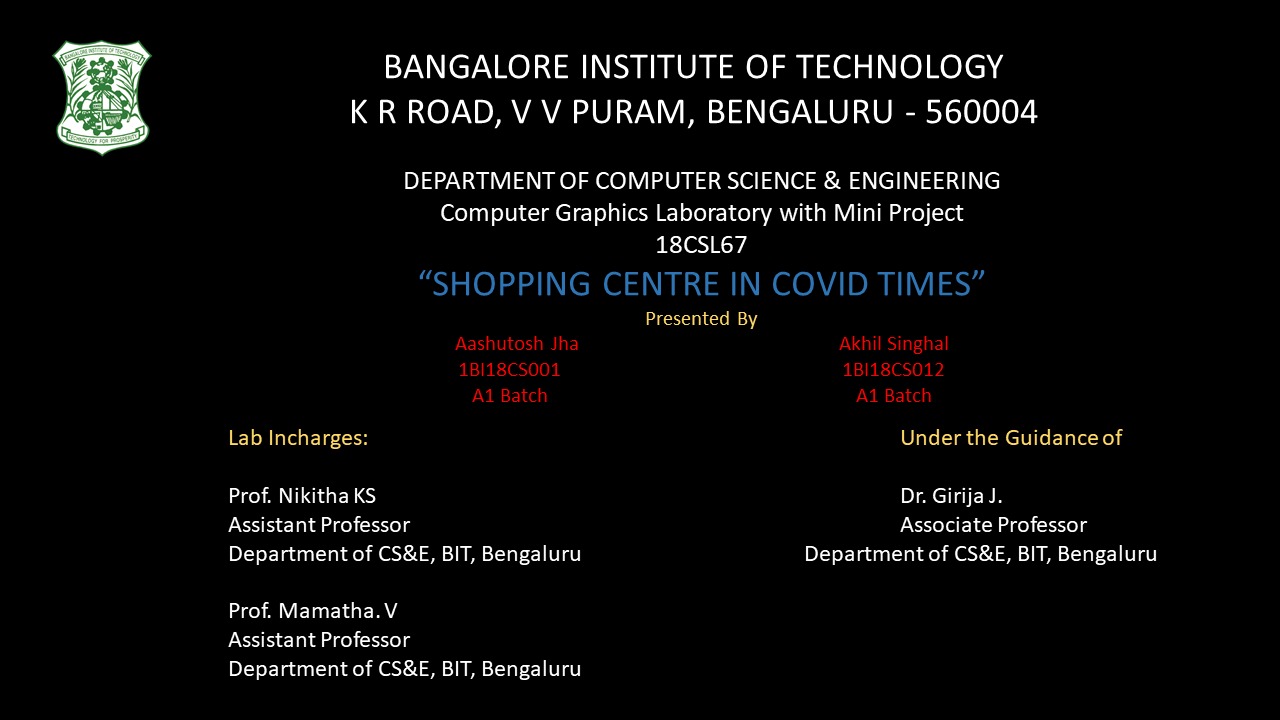 BANGALORE INSTITUTE OF TECHNOLOGY
BANGALORE INSTITUTE OF TECHNOLOGY
K R ROAD, V V PURAM, BENGALURU - 560004
TECHNOLOGY FOR PROSPERITY
DEPARTMENT OF COMPUTER SCIENCE & ENGINEERING
Computer Graphics Laboratory with Mini Project
18CSL67
“SHOPPING CENTRE IN COVID TIMES”
Presented By
Aashutosh Jha Akhil Singhal
1BI18CS001 1BI18CS012
A1 Batch A1 Batch
Lab Incharges: Under the Guidance of
Prof. Nikitha KS Dr. Girija J.
Assistant Professor Associate Professor
Department of CS&E, BIT, Bengaluru Department of CS&E, BIT, Bengaluru
Prof. Mamatha. V
Assistant Professor
Department of CS&E, BIT, Bengaluru